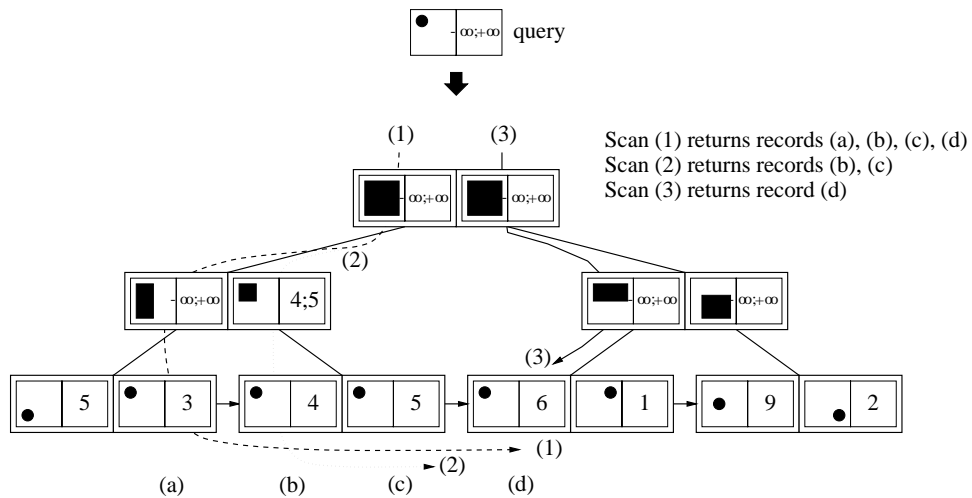 - ∞;+∞ query
(1) (3)
Scan (1) returns records (a), (b), (c), (d)
Scan (2) returns records (b), (c)
Scan (3) returns record (d)
- ∞;+∞ - ∞;+∞
(2)
- ∞;+∞ 4;5 - ∞;+∞ - ∞;+∞
(3)
5 3 4 5 6 1 9 2
(1)
(2)
(a) (b) (c) (d)